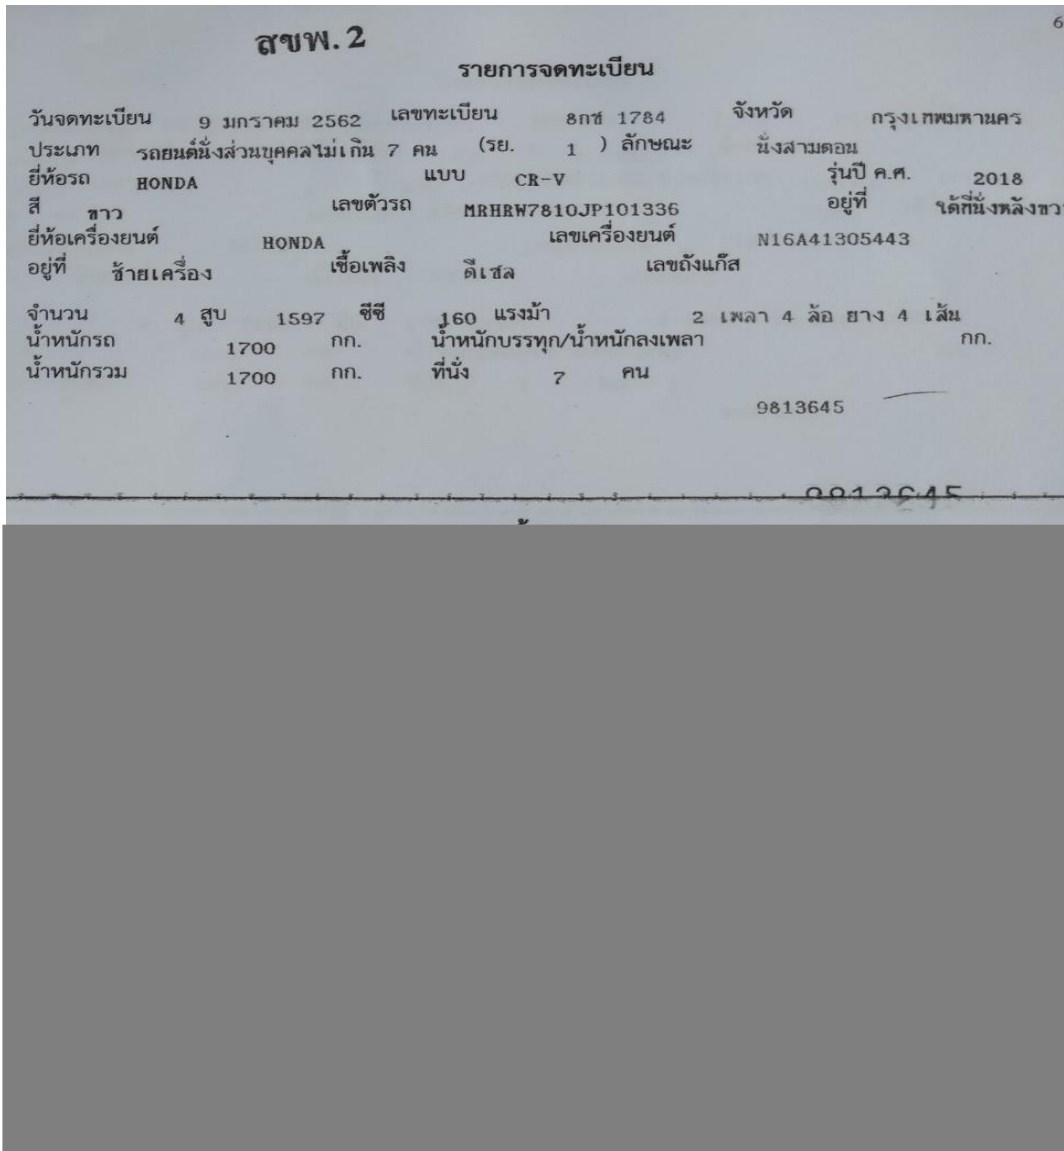 6
สขพ. 2
รายการจดทะเบียน
วันจดทะเบียน 9 มกราคม 2562 เลขทะเบียน 8กช 1784 จังหวัด กรุงเทพมหานคร
ประเภท รถยนต์นั่งส่วนบุคคลไม่เกิน 7 คน (รย. 1 ) ลักษณะ นั่งสามตอน
ยี่ห้อรถ HONDA แบบ CR-V รุ่นปี ค.ศ. 2018
สี ขาว เลขตัวรถ MRHRW7810JP101336 อยู่ที่ ใต้ที่นั่งหลังขวา
ยี่ห้อเครื่องยนต์ HONDA เลขเครื่องยนต์ N16A41305443
อยู่ที่ ซ้ายเครื่อง เชื้อเพลิง ดีเซล เลขถังแก๊ส
จำนวน 4 สูบ 1597 ซีซี 160 แรงม้า 2 เพลา 4 ล้อ ยาง 4 เส้น
น้ำหนักรถ 1700 กก. น้ำหนักบรรทุก/น้ำหนักลงเพลา กก.
น้ำหนักรวม 1700 กก. ที่นั่ง 7 คน
9813645
9813645